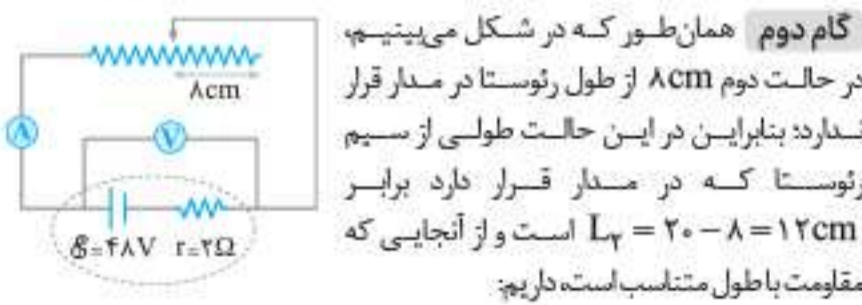 گام دوم همان‌طور که در شکل می‌بینیم،
در حالت دوم ۸cm از طول رئوستا در مدار قرار
ندارد؛ بنابراین در این حالت طولی از سیم
رئوستا که در مدار قرار دارد برابر
L₂ = ۲۰ − ۸ = ۱۲cm است و از آنجایی که
مقاومت با طول متناسب است، داریم:
۸cm
A
V
ℰ=۴۸V r=۲Ω